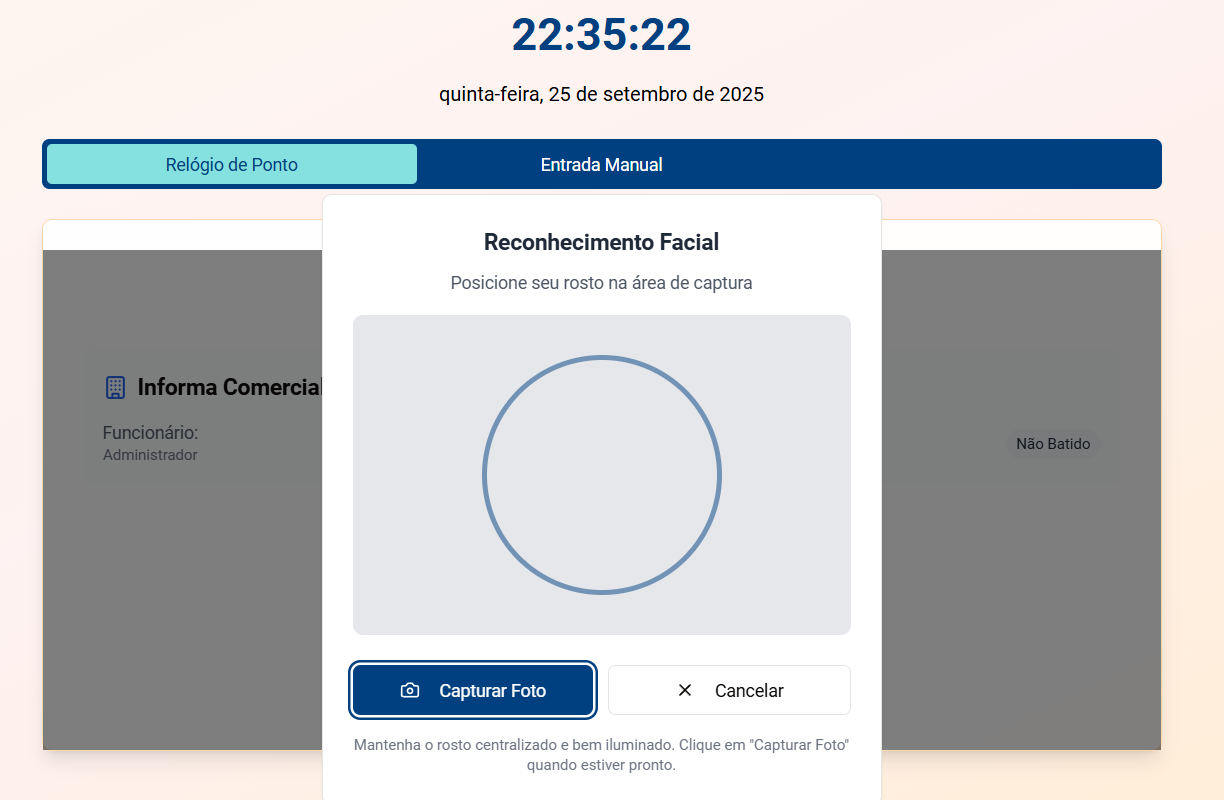 22:35:22
quinta-feira, 25 de setembro de 2025
Relógio de Ponto
Entrada Manual
Reconhecimento Facial
Posicione seu rosto na área de captura
Informa Comercial
Funcionário:
Administrador
Não Batido
Capturar Foto
Cancelar
Mantenha o rosto centralizado e bem iluminado. Clique em "Capturar Foto"
quando estiver pronto.